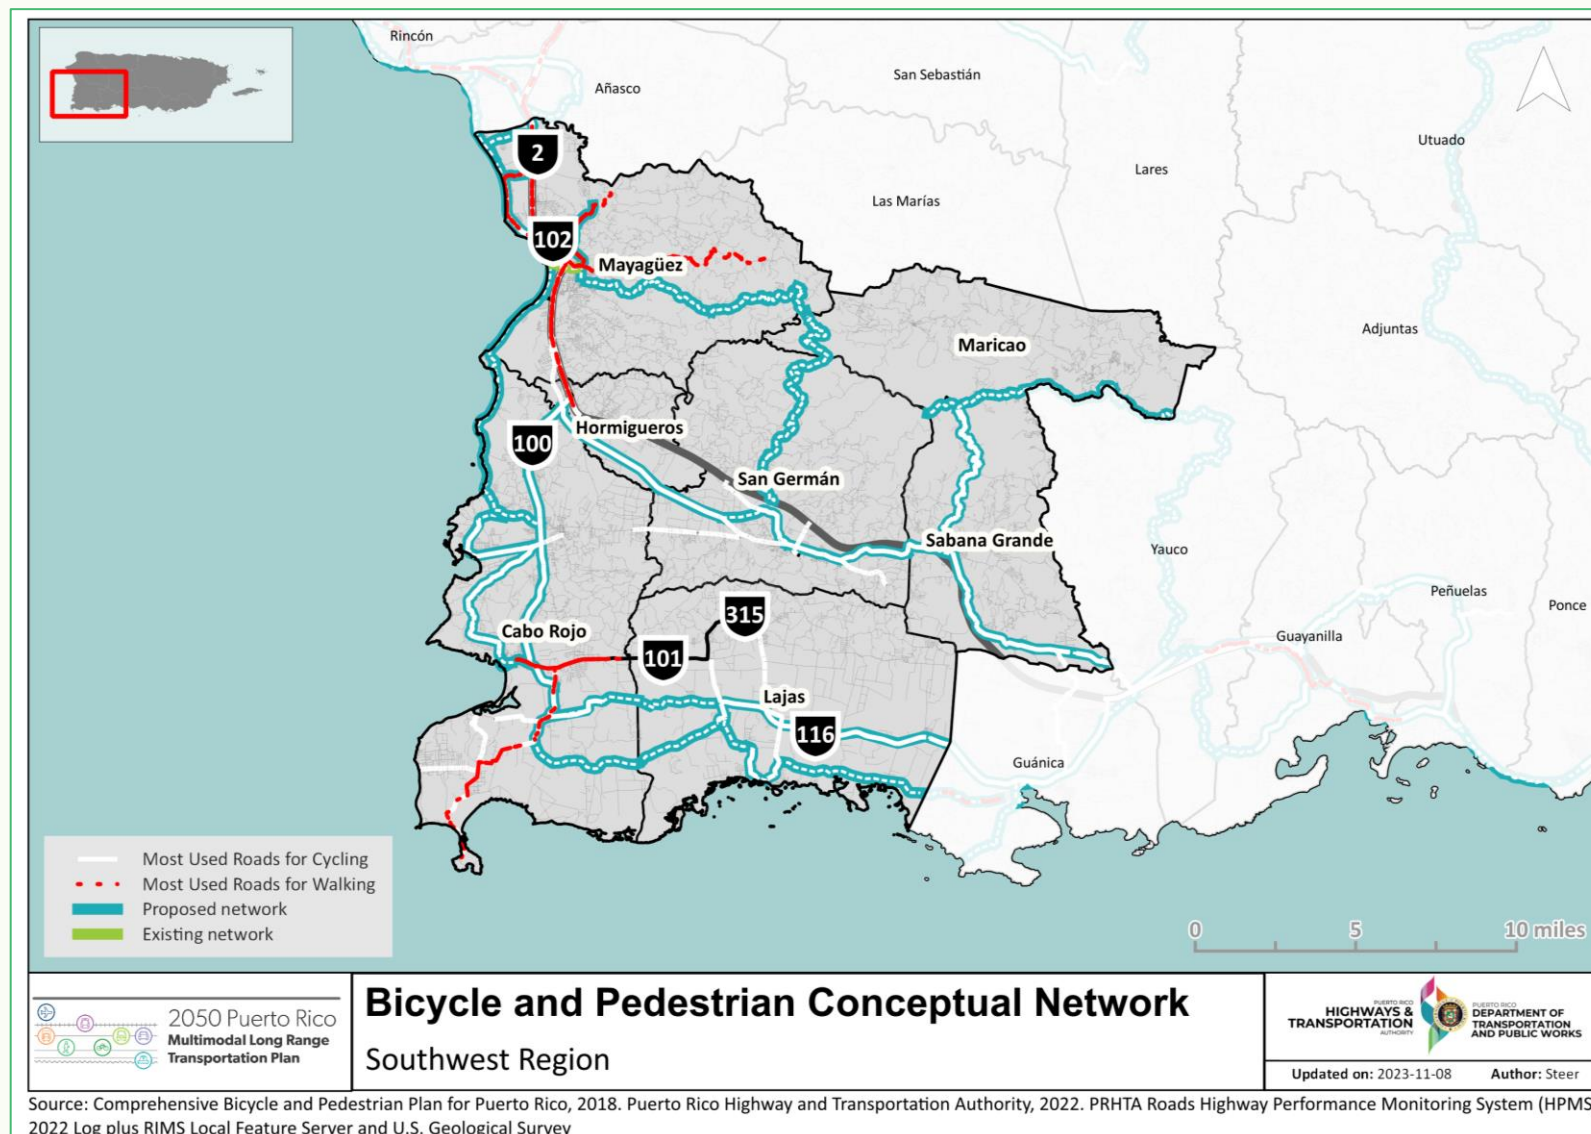 Rincón
Añasco
San Sebastián
Utuado
Lares
Las Marías
2
102
Mayagüez
Adjuntas
Maricao
Hormigueros
100
San Germán
Sabana Grande
Yauco
Peñuelas
Ponce
315
Cabo Rojo
Guayanilla
101
Lajas
116
Guánica
Most Used Roads for Cycling
Most Used Roads for Walking
Proposed network
Existing network
0 5 10 miles
2050 Puerto Rico
Multimodal Long Range
Transportation Plan
Bicycle and Pedestrian Conceptual Network
Southwest Region
PUERTO RICO
HIGHWAYS &
TRANSPORTATION
AUTHORITY
PUERTO RICO
DEPARTMENT OF
TRANSPORTATION
AND PUBLIC WORKS
Updated on: 2023-11-08 Author: Steer
Source: Comprehensive Bicycle and Pedestrian Plan for Puerto Rico, 2018. Puerto Rico Highway and Transportation Authority, 2022. PRHTA Roads Highway Performance Monitoring System (HPMS
2022 Log plus RIMS Local Feature Server and U.S. Geological Survey